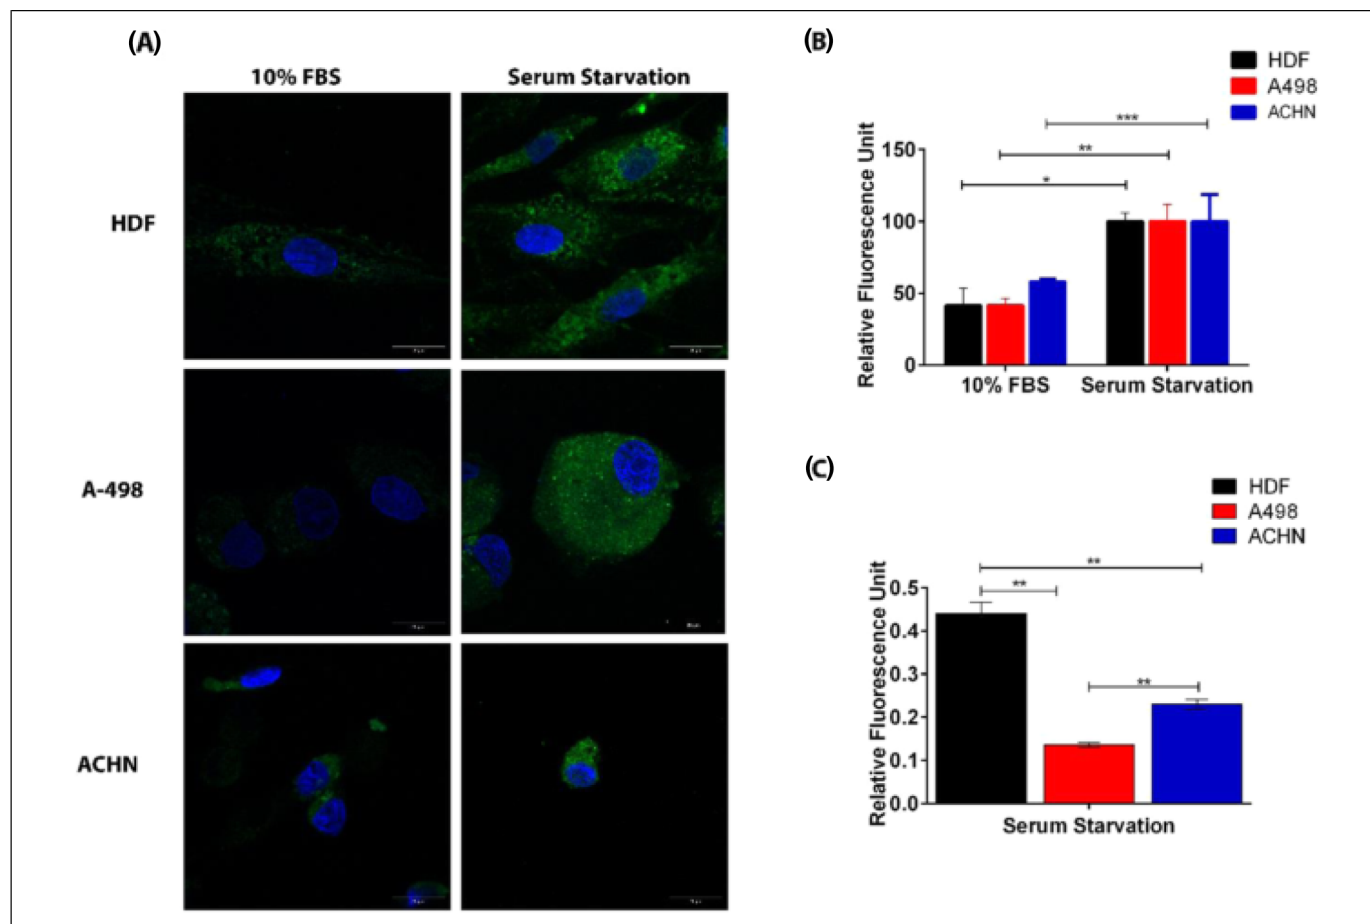 (A)
10% FBS
Serum Starvation
HDF
A-498
ACHN
(B)
HDF
A498
ACHN
***
**
*
Relative Fluorescence Unit
150
100
50
0
10% FBS
Serum Starvation
(C)
HDF
A498
ACHN
**
**
**
Relative Fluorescence Unit
0.5
0.4
0.3
0.2
0.1
0.0
Serum Starvation